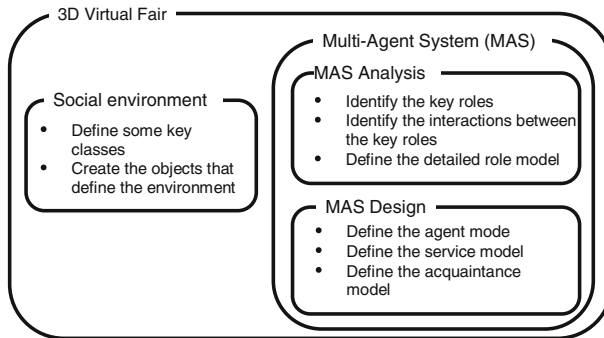 3D Virtual Fair
Social environment
• Define some key
classes
• Create the objects that
define the environment
Multi-Agent System (MAS)
MAS Analysis
• Identify the key roles
• Identify the interactions between
the key roles
• Define the detailed role model
MAS Design
• Define the agent mode
• Define the service model
• Define the acquaintance
model